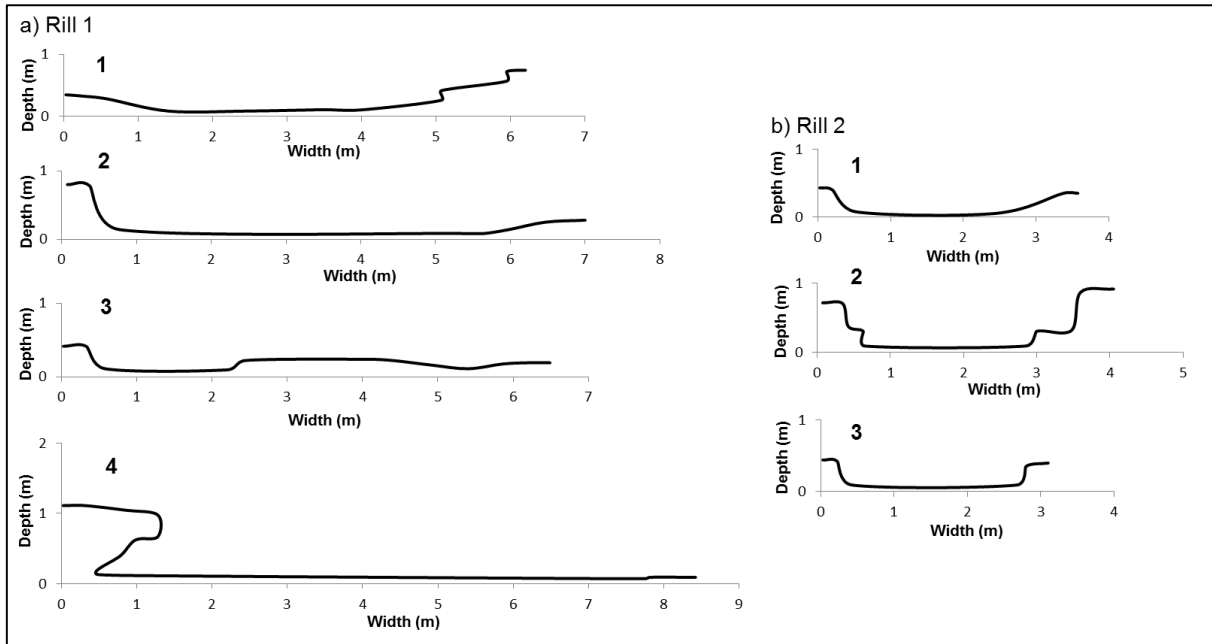 a) Rill 1
1
Depth (m)
1
0
0 1 2 3 4 5 6 7
Width (m)
2
Depth (m)
1
0
0 1 2 3 4 5 6 7 8
Width (m)
3
Depth (m)
1
0
0 1 2 3 4 5 6 7
Width (m)
4
Depth (m)
2
1
0
0 1 2 3 4 5 6 7 8 9
Width (m)
b) Rill 2
1
Depth (m)
1
0
0 1 2 3 4
Width (m)
2
Depth (m)
1
0
0 1 2 3 4 5
Width (m)
3
Depth (m)
1
0
0 1 2 3 4
Width (m)